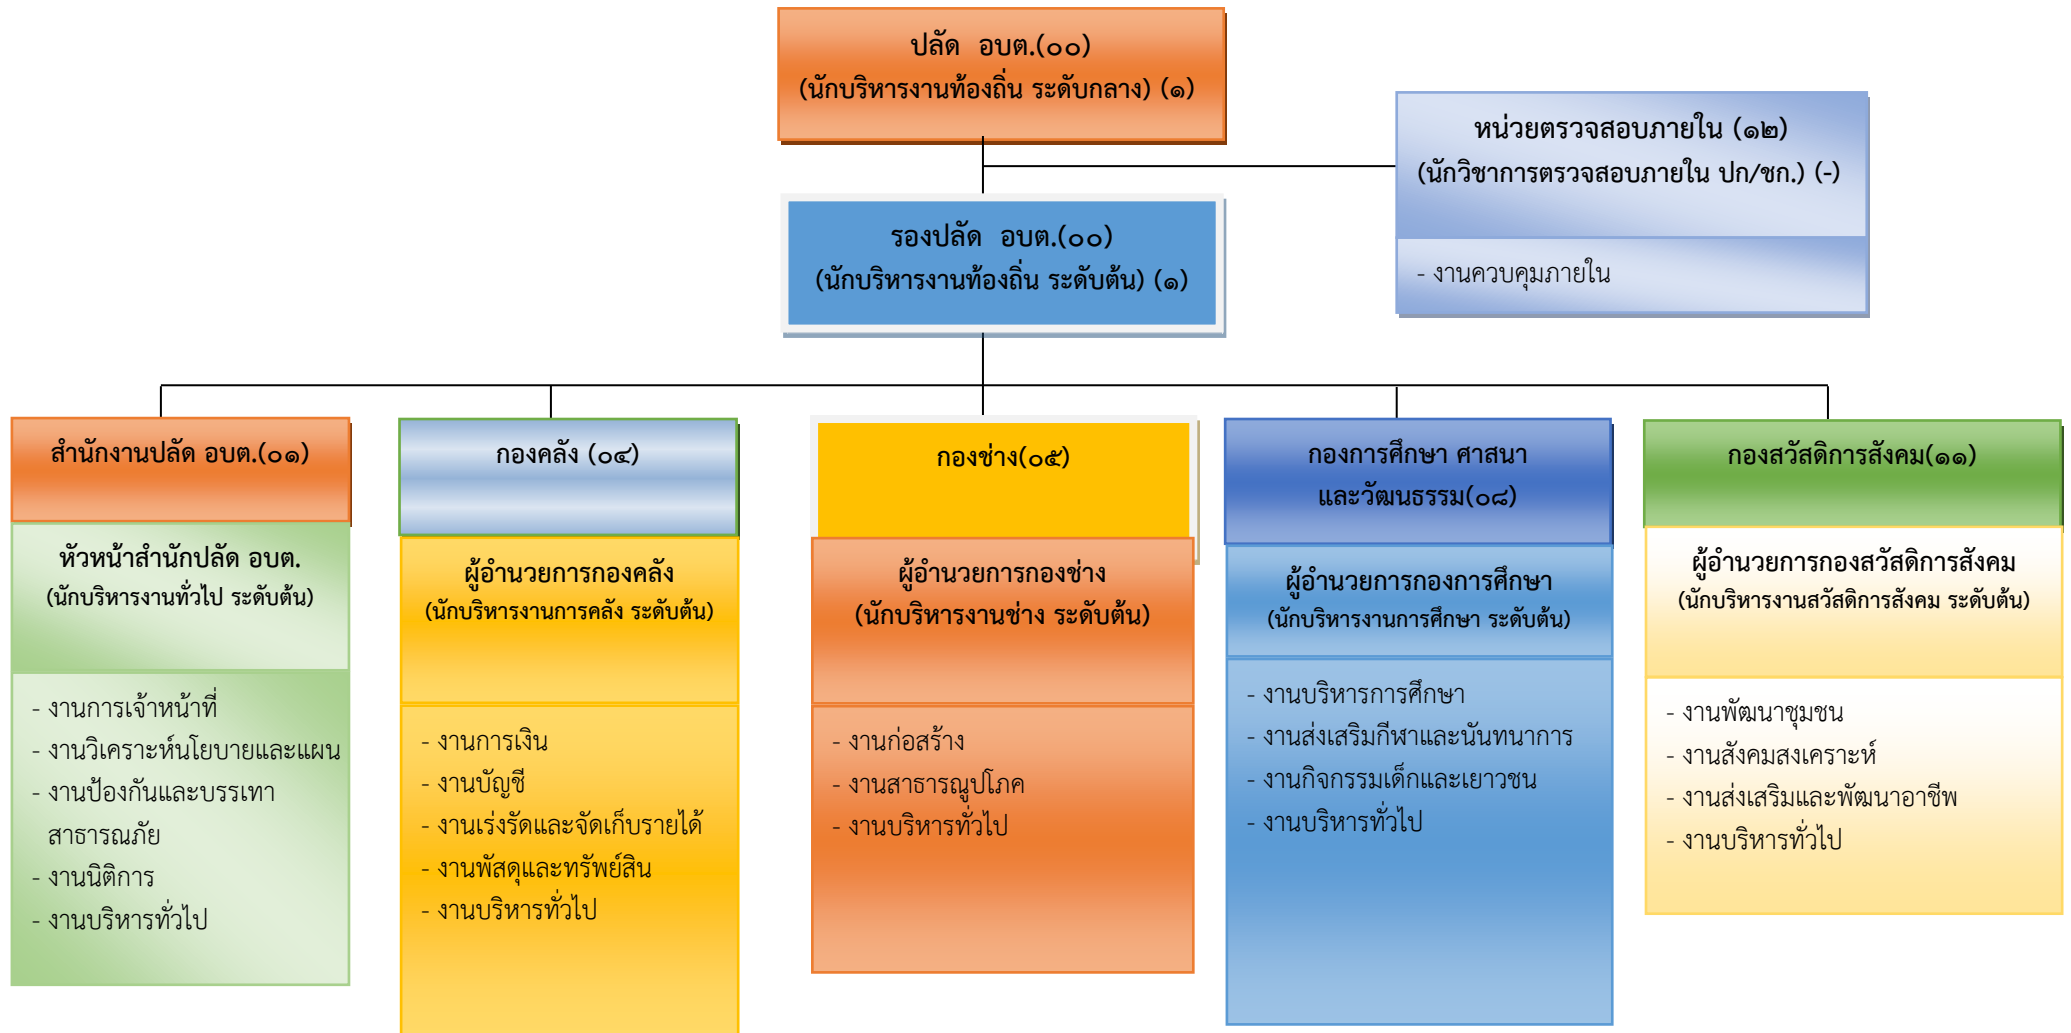 ปลัด อบต.(๐๐)
(นักบริหารงานท้องถิ่น ระดับกลาง) (๑)
หน่วยตรวจสอบภายใน (๑๒)
(นักวิชาการตรวจสอบภายใน ปก/ชก.) (-)
- งานควบคุมภายใน
รองปลัด อบต.(๐๐)
(นักบริหารงานท้องถิ่น ระดับต้น) (๑)
สำนักงานปลัด อบต.(๐๑)
หัวหน้าสำนักปลัด อบต.
(นักบริหารงานทั่วไป ระดับต้น)
- งานการเจ้าหน้าที่
- งานวิเคราะห์นโยบายและแผน
- งานป้องกันและบรรเทา
สาธารณภัย
- งานนิติการ
- งานบริหารทั่วไป
กองคลัง (๐๔)
ผู้อำนวยการกองคลัง
(นักบริหารงานการคลัง ระดับต้น)
- งานการเงิน
- งานบัญชี
- งานเร่งรัดและจัดเก็บรายได้
- งานพัสดุและทรัพย์สิน
- งานบริหารทั่วไป
กองช่าง(๐๕)
ผู้อำนวยการกองช่าง
(นักบริหารงานช่าง ระดับต้น)
- งานก่อสร้าง
- งานสาธารณูปโภค
- งานบริหารทั่วไป
กองการศึกษา ศาสนา
และวัฒนธรรม(๐๘)
ผู้อำนวยการกองการศึกษา
(นักบริหารงานการศึกษา ระดับต้น)
- งานบริหารการศึกษา
- งานส่งเสริมกีฬาและนันทนาการ
- งานกิจกรรมเด็กและเยาวชน
- งานบริหารทั่วไป
กองสวัสดิการสังคม(๑๑)
ผู้อำนวยการกองสวัสดิการสังคม
(นักบริหารงานสวัสดิการสังคม ระดับต้น)
- งานพัฒนาชุมชน
- งานสังคมสงเคราะห์
- งานส่งเสริมและพัฒนาอาชีพ
- งานบริหารทั่วไป